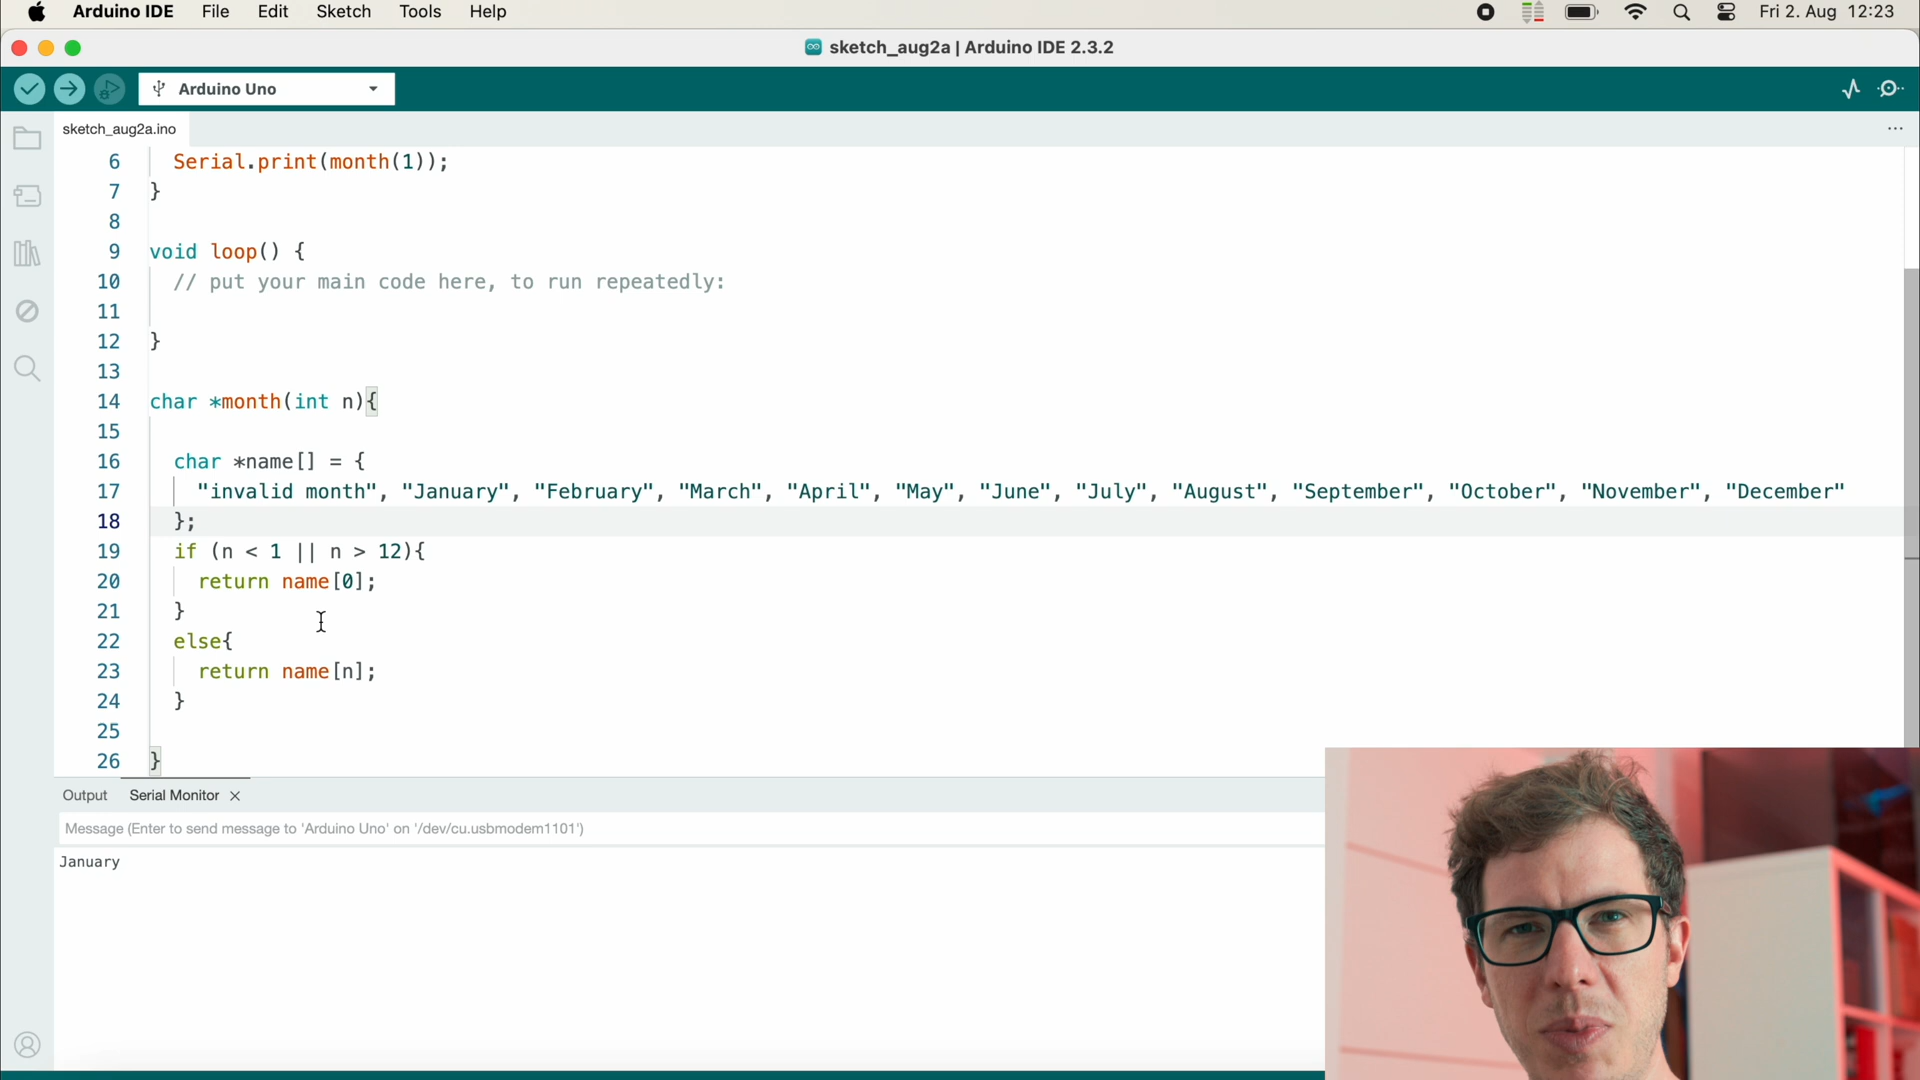 Arduino IDE File Edit Sketch Tools Help Fri 2. Aug 12:23
sketch_aug2a | Arduino IDE 2.3.2
Arduino Uno
sketch_aug2a.ino
6 Serial.print(month(1));
7 }
8
9 void loop() {
10 // put your main code here, to run repeatedly:
11
12 }
13
14 char *month(int n){
15
16 char *name[] = {
17 "invalid month", "January", "February", "March", "April", "May", "June", "July", "August", "September", "October", "November", "December"
18 };
19 if (n < 1 || n > 12){
20 return name[0];
21 }
22 else{
23 return name[n];
24 }
25
26 }
Output Serial Monitor
Message (Enter to send message to 'Arduino Uno' on '/dev/cu.usbmodem1101')
January